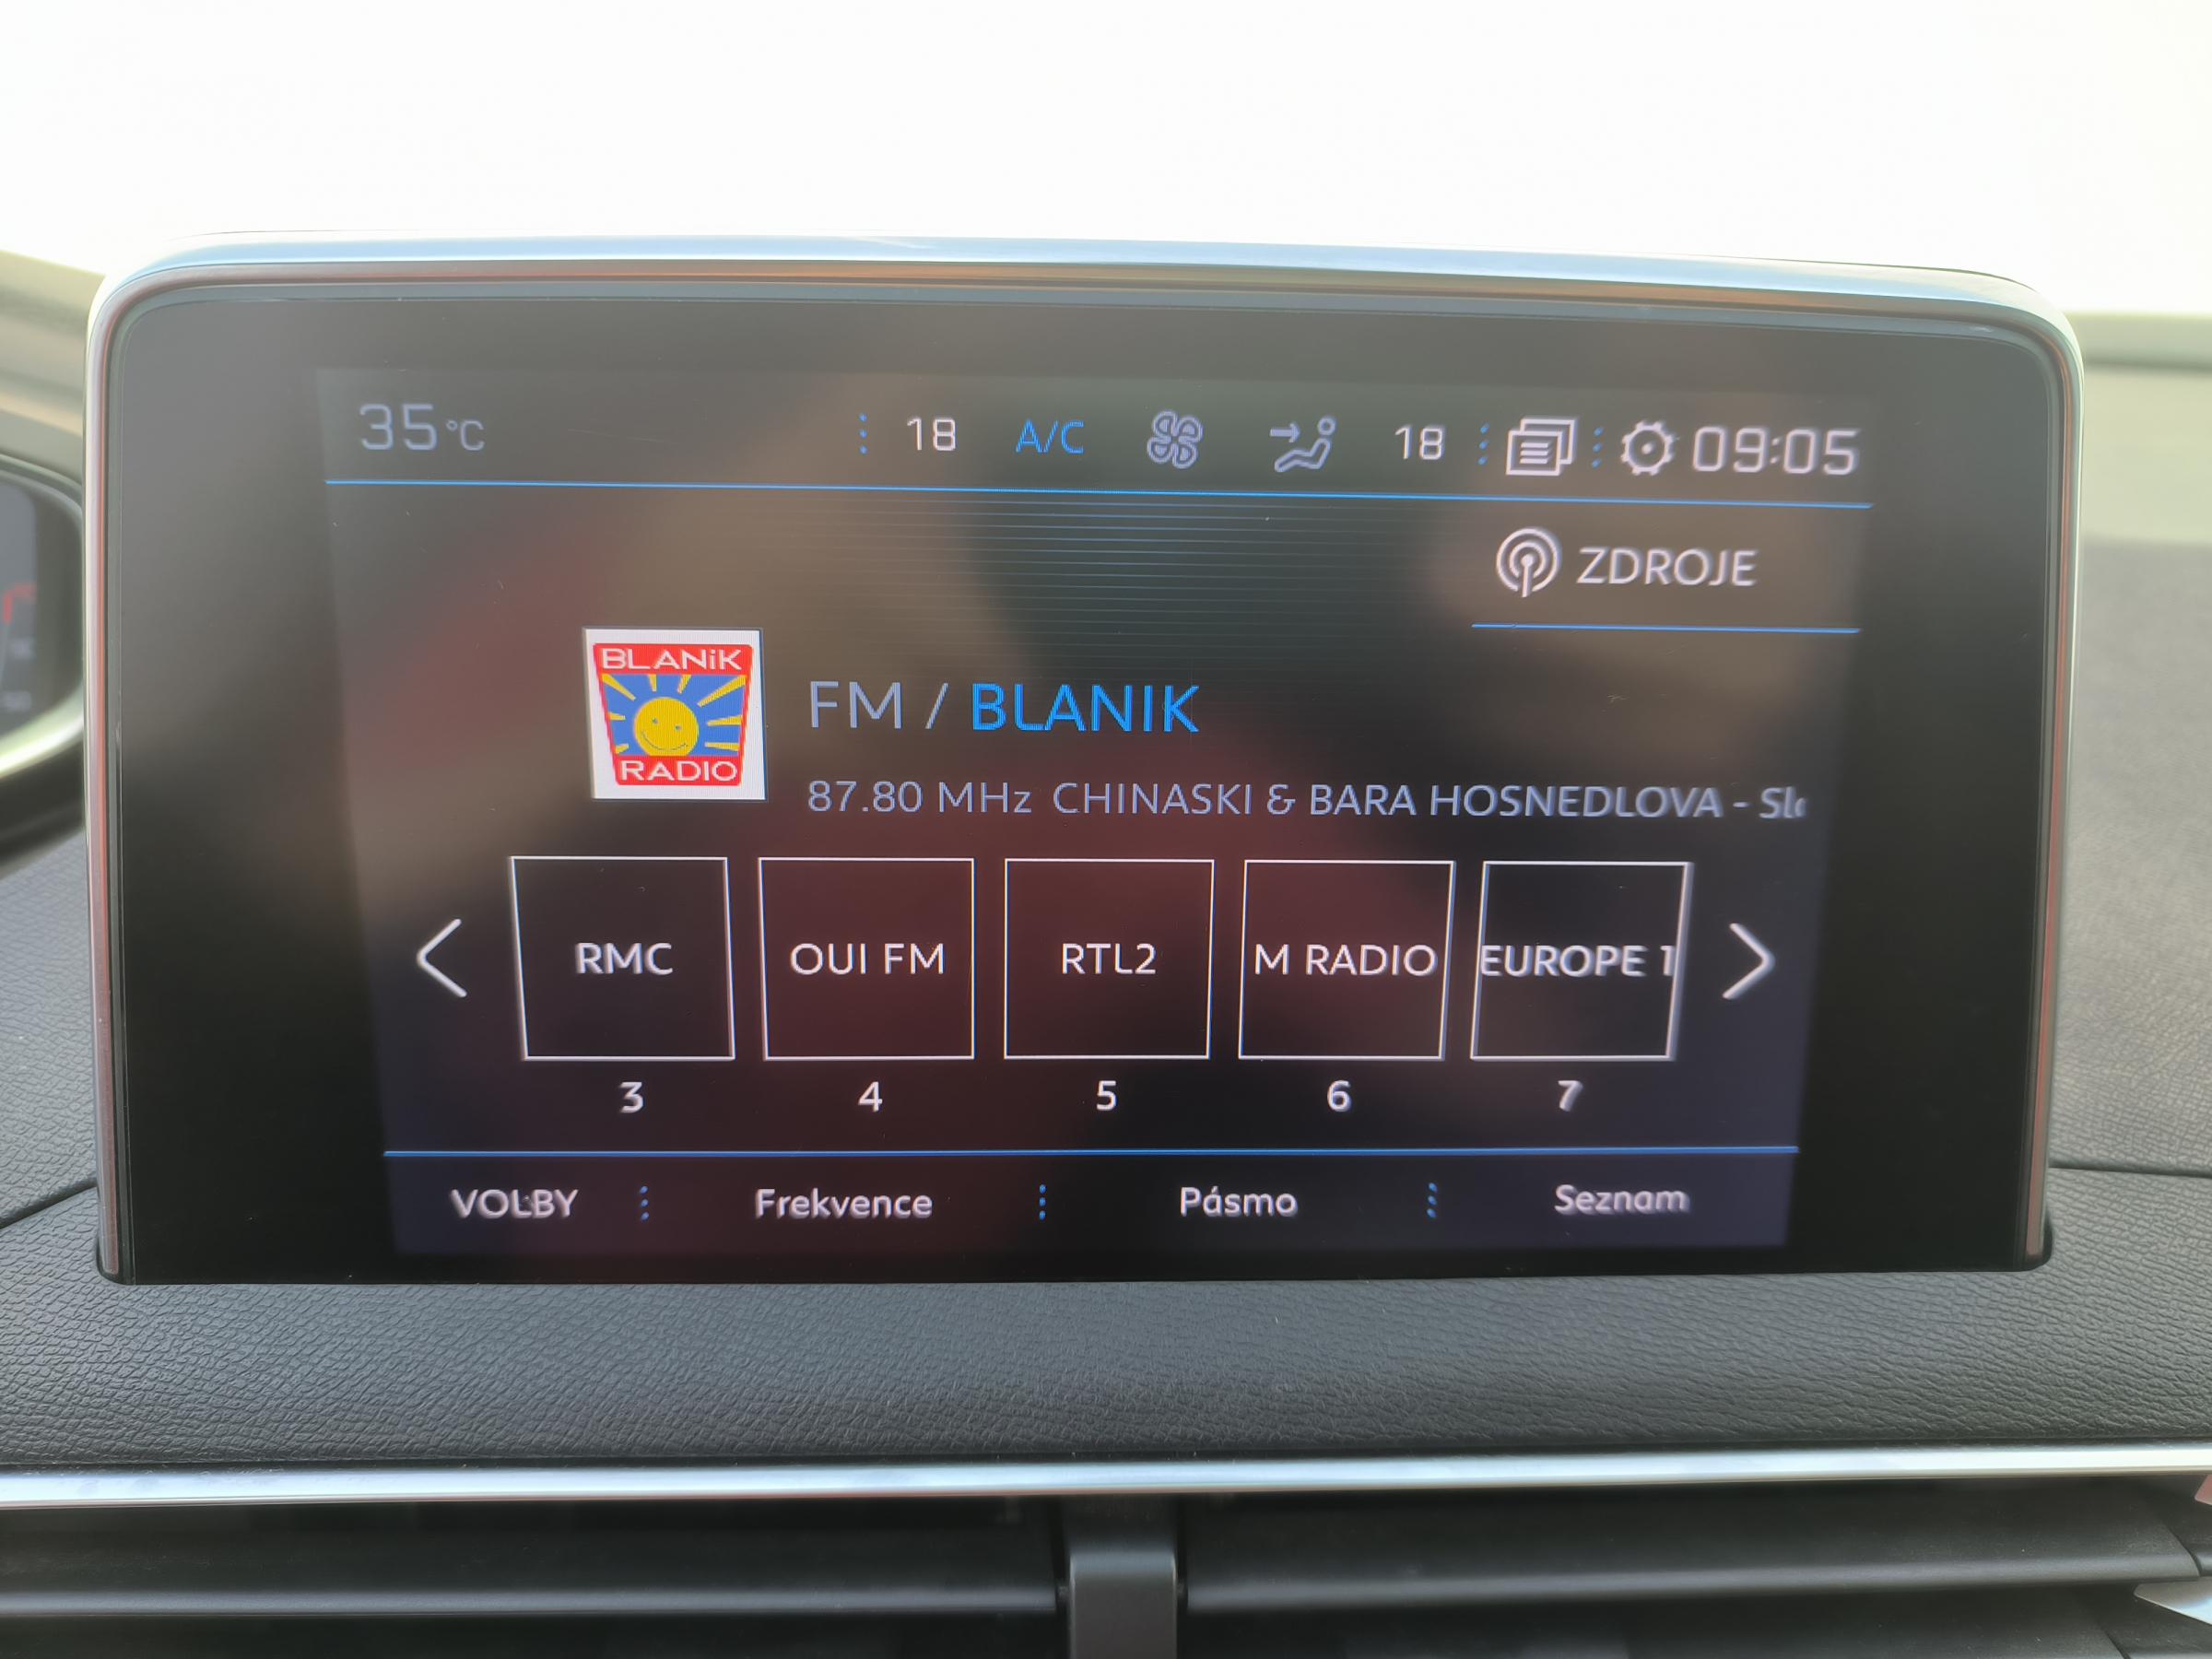 35°C 18 A/C 18 09:05
ZDROJE
BLANiK
RADIO
FM / BLANIK
87.80 MHz CHINASKI & BARA HOSNEDLOVA -
RMC OUI FM RTL2 M RADIO EUROPE 1
3 4 5 6 7
VOLBY Frekvence Pásmo Seznam